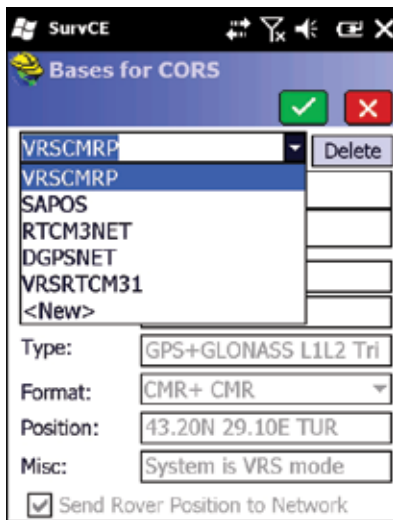 SurvCE
Bases for CORS
VRSCMRP Delete
VRSCMRP
SAPOS
RTCM3NET
DGPSNET
VRSRTCM31
<New>
Type: GPS+GLONASS L1L2 Tri
Format: CMR+ CMR
Position: 43.20N 29.10E TUR
Misc: System is VRS mode
Send Rover Position to Network